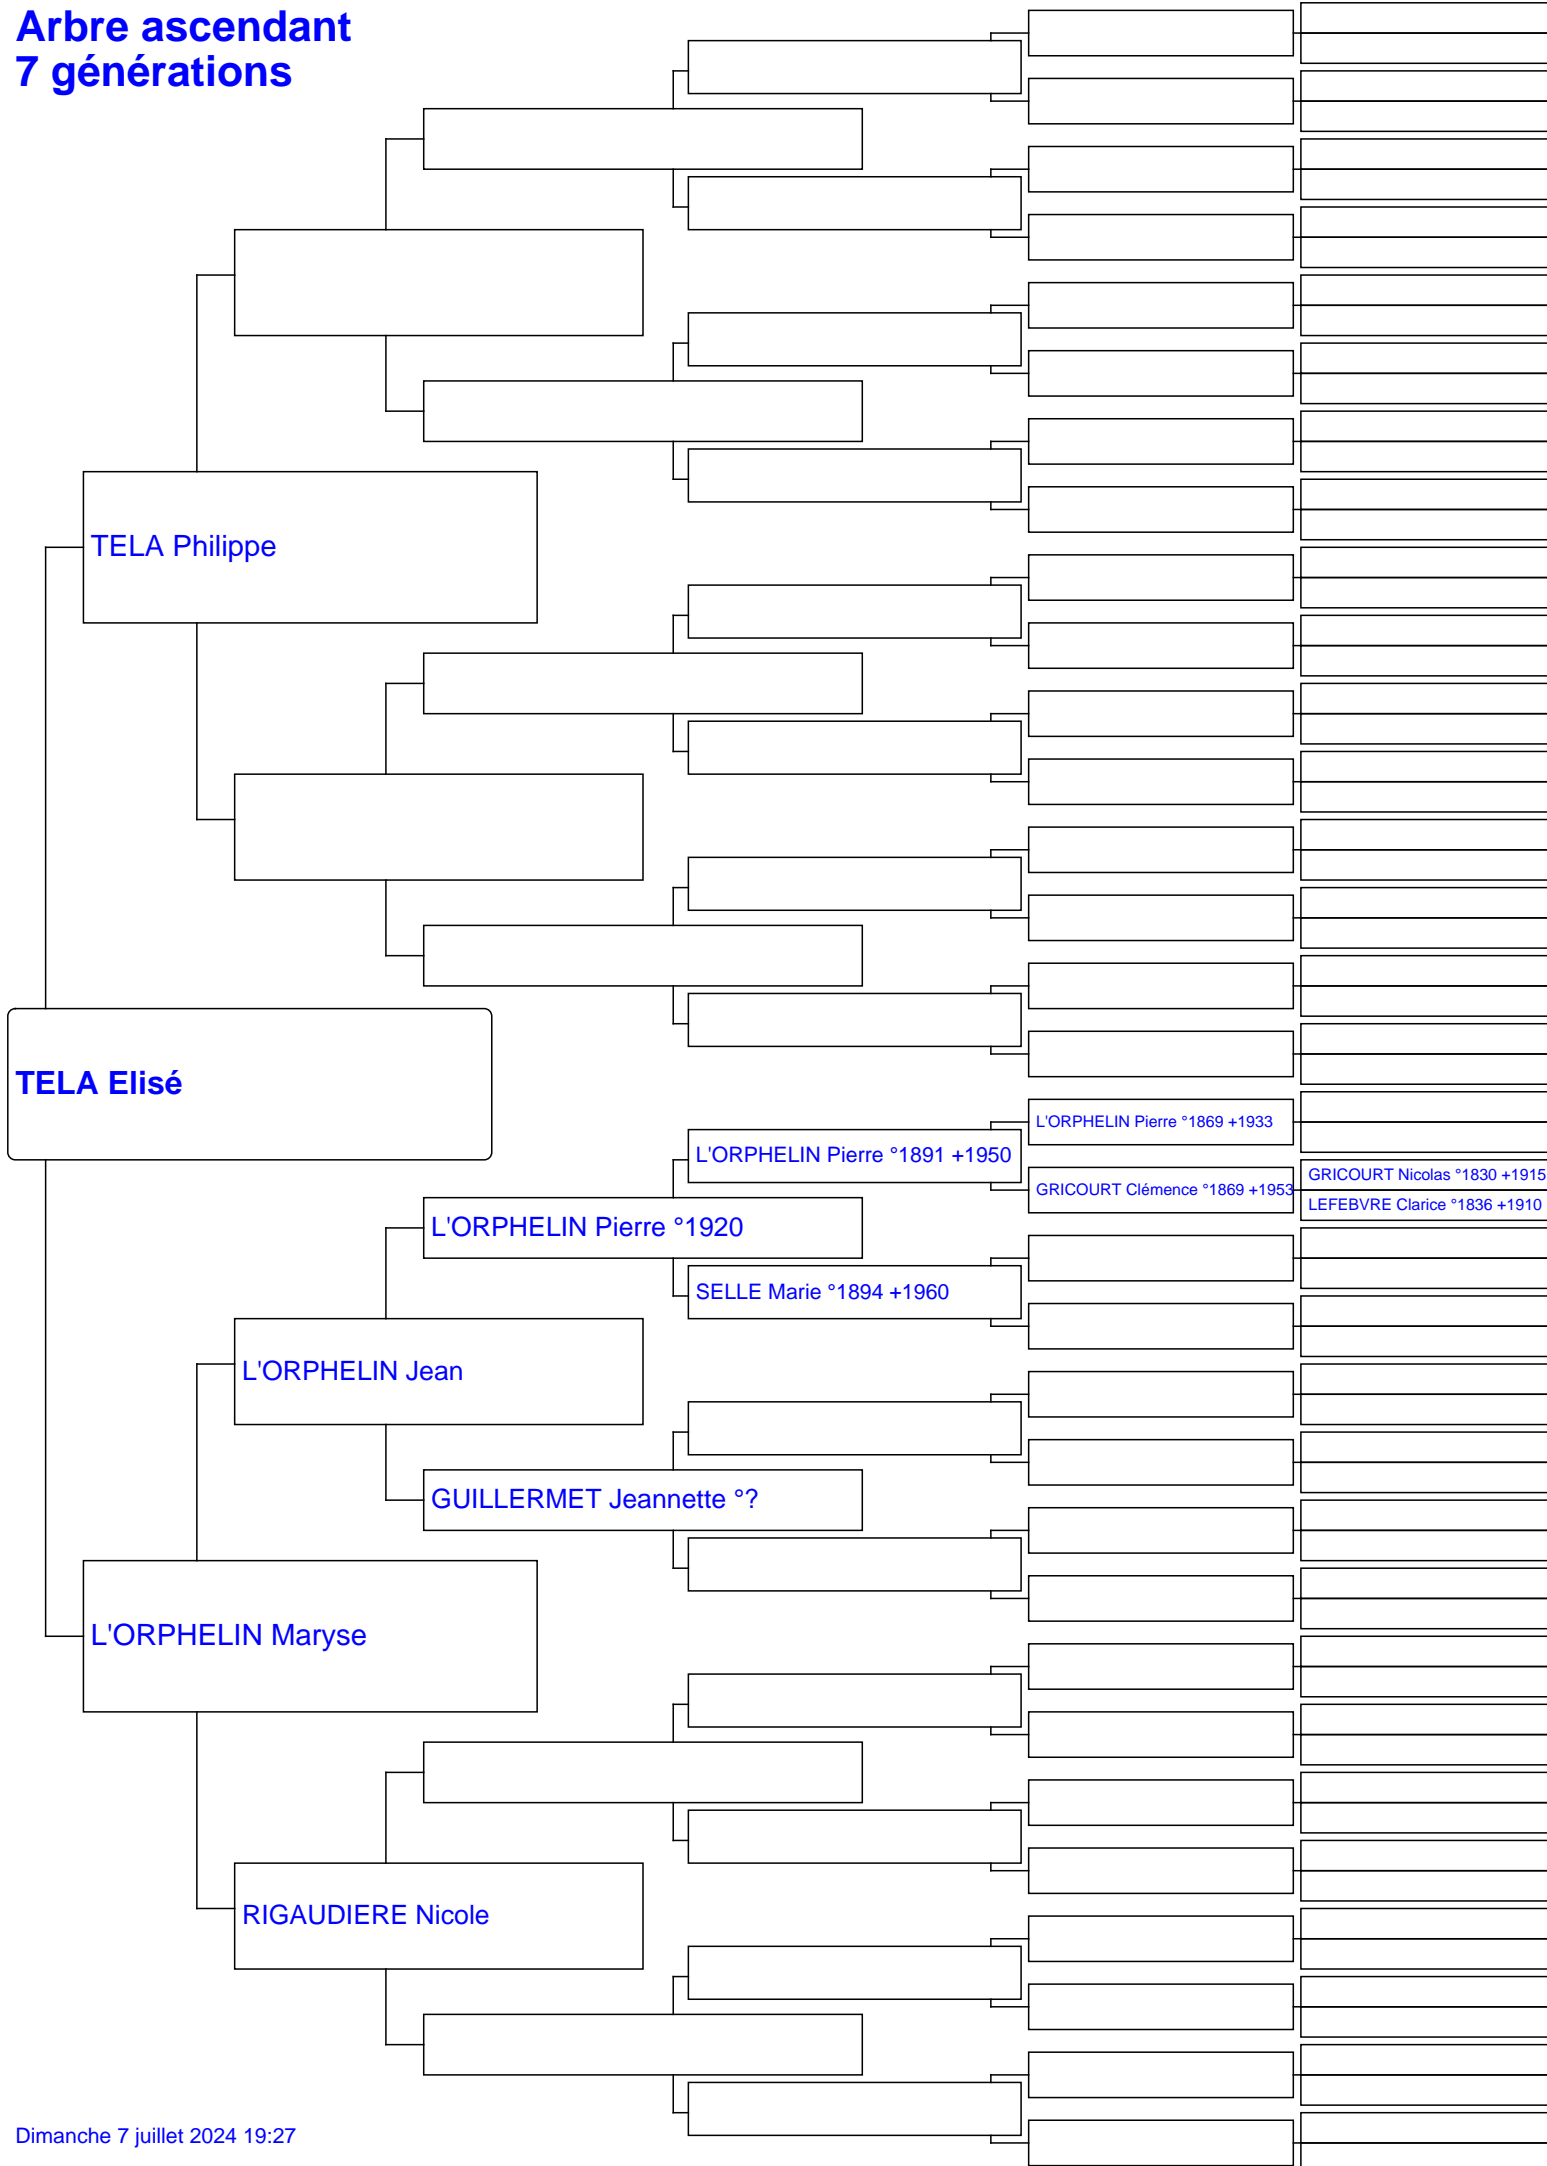 Arbre ascendant
7 générations
TELA Philippe
TELA Elisé
L'ORPHELIN Pierre °1869 +1933
L'ORPHELIN Pierre °1891 +1950
GRICOURT Nicolas °1830 +1915
GRICOURT Clémence °1869 +1953
LEFEBVRE Clarice °1836 +1910
L'ORPHELIN Pierre °1920
SELLE Marie °1894 +1960
L'ORPHELIN Jean
GUILLERMET Jeannette °?
L'ORPHELIN Maryse
RIGAUDIERE Nicole
Dimanche 7 juillet 2024 19:27